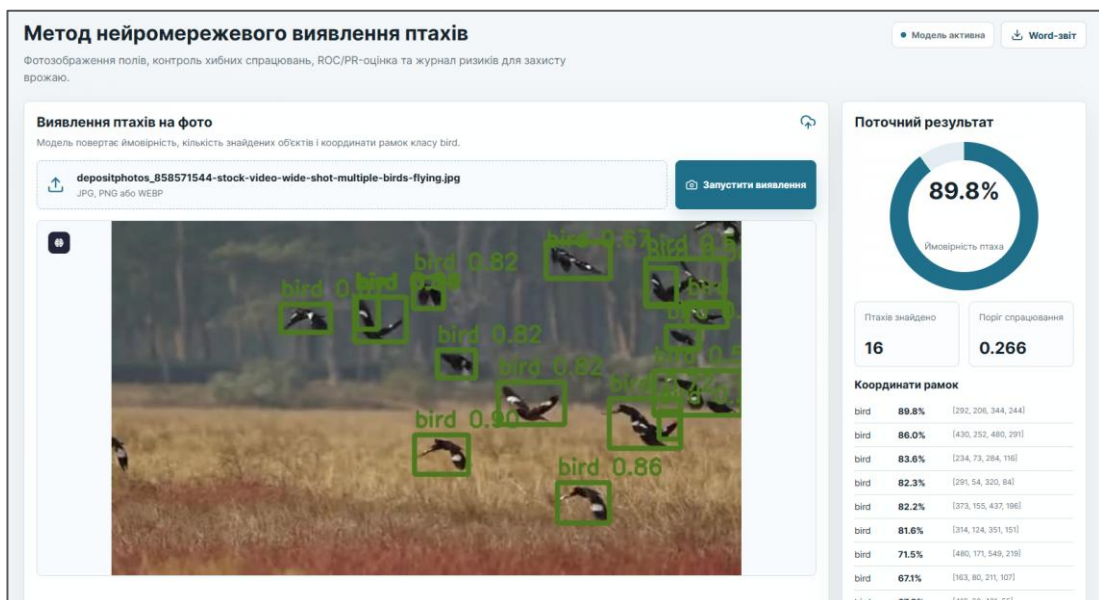 Метод нейромережевого виявлення птахів
Модель активна
Word-звіт
Фотозображення полів, контроль хибних спрацювань, ROC/PR-оцінка та журнал ризиків для захисту
врожаю.
Виявлення птахів на фото
Модель повертає ймовірність, кількість знайдених об'єктів і координати рамок класу bird.
depositphotos_858571544-stock-video-wide-shot-multiple-birds-flying.jpg
JPG, PNG або WEBP
Запустити виявлення
bird 0.67
bird 0.82
bird
bird
bird 0.82
bird 0.82
bird
bird 0.90
bird 0.86
Поточний результат
89.8%
Ймовірність птаха
Птахів знайдено
16
Поріг спрацювання
0.266
Координати рамок
bird 89.8% [292, 206, 344, 244]
bird 86.0% [430, 252, 480, 291]
bird 83.6% [234, 73, 284, 116]
bird 82.3% [291, 54, 320, 84]
bird 82.2% [373, 155, 437, 196]
bird 81.6% [314, 124, 351, 151]
bird 71.5% [480, 171, 549, 219]
bird 67.1% [163, 80, 211, 107]